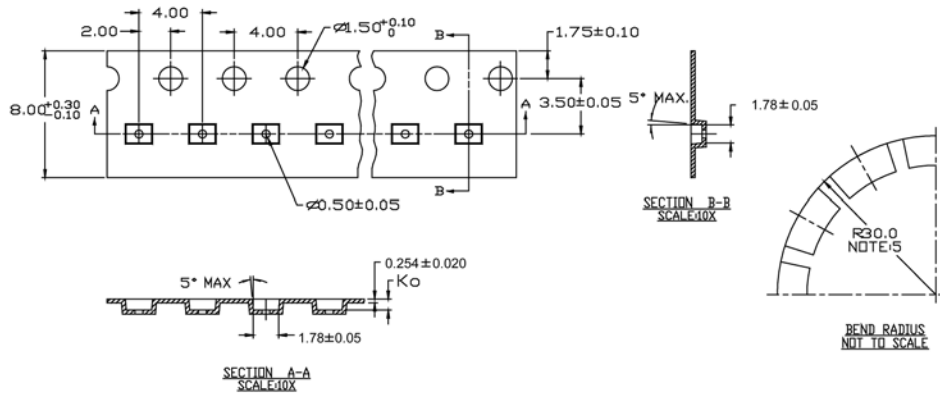 4.00
2.00
4.00
Ø1.50 +0.10 0
B
1.75±0.10
8.00 +0.30 -0.10
A
A
3.50±0.05
B
Ø0.50±0.05
5° MAX.
1.78±0.05
SECTION B-B
SCALE:10X
R30.0
NOTE:5
BEND RADIUS
NOT TO SCALE
5° MAX
0.254±0.020
Ko
1.78±0.05
SECTION A-A
SCALE:10X